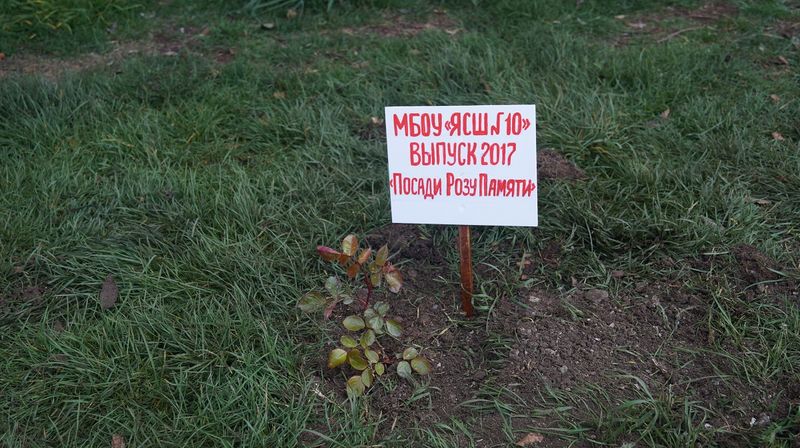 МБОУ «ЯСШ №10»
ВЫПУСК 2017
«Посади Розу Памяти»